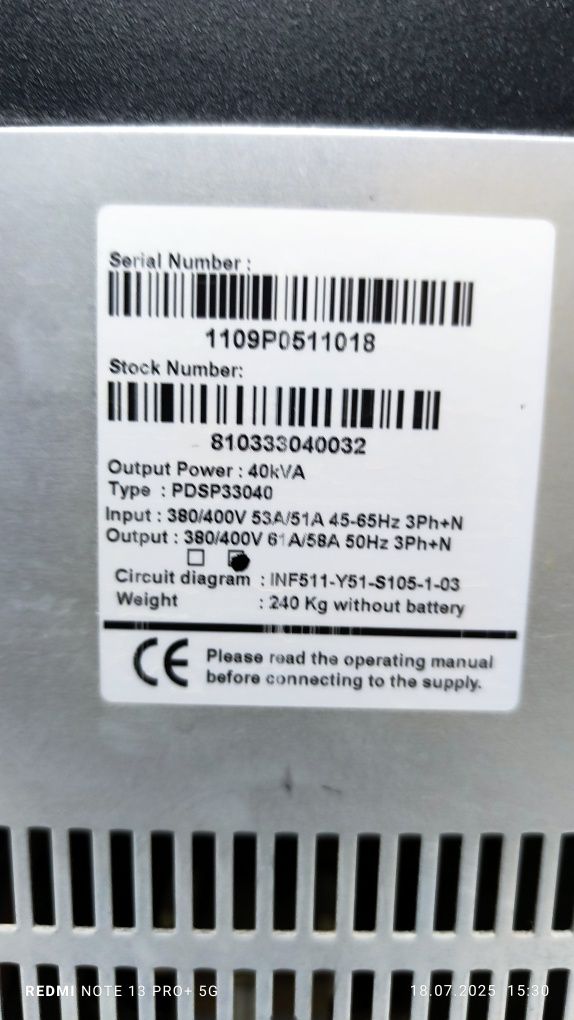 Serial Number :
1109P0511018
Stock Number:
810333040032
Output Power : 40kVA
Type : PDSP33040
Input : 380/400V 53A/51A 45-65Hz 3Ph+N
Output : 380/400V 61A/58A 50Hz 3Ph+N
Circuit diagram : INF511-Y51-S105-1-03
Weight : 240 Kg without battery
CE
Please read the operating manual
before connecting to the supply.
REDMI NOTE 13 PRO+ 5G
18.07.2025 15:30